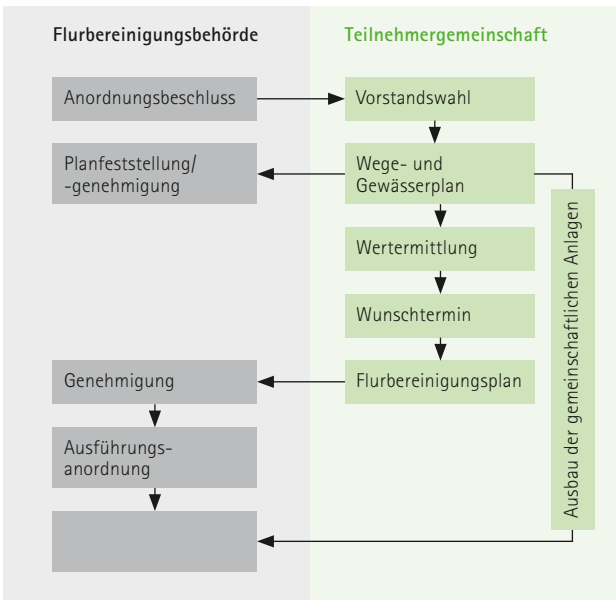 Flurbereinigungsbehörde
Teilnehmergemeinschaft
Anordnungsbeschluss
Vorstandswahl
Planfeststellung/
-genehmigung
Wege- und
Gewässerplan
Wertermittlung
Wunschtermin
Genehmigung
Flurbereinigungsplan
Ausführungs-
anordnung
Ausbau der gemeinschaftlichen Anlagen